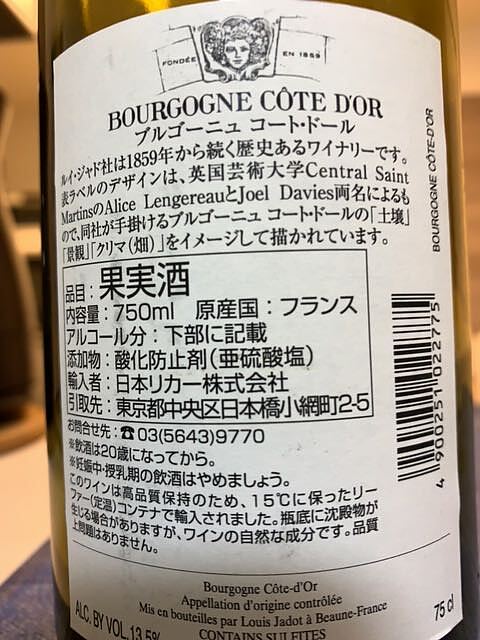 FONDÉE EN 1859
BOURGOGNE CÔTE D'OR
ブルゴーニュ コート・ドール
ルイ・ジャド社は1859年から続く歴史あるワイナリーです。
表ラベルのデザインは、英国芸術大学Central Saint
MartinsのAlice LengereauとJoel Davies両名によるも
ので、同社が手掛けるブルゴーニュ コート・ドールの「土壌」
「景観」「クリマ(畑)」をイメージして描かれています。
品目:果実酒
内容量:750ml 原産国:フランス
アルコール分:下部に記載
添加物:酸化防止剤(亜硫酸塩)
輸入者:日本リカー株式会社
引取先:東京都中央区日本橋小網町2-5
お問合せ先:☎03(5643)9770
※飲酒は20歳になってから。
※妊娠中・授乳期の飲酒はやめましょう。
このワインは高品質保持のため、15℃に保ったリー
ファー(定温)コンテナで輸入されました。瓶底に沈殿物が
生じる場合がありますが、ワインの自然な成分です。品質
上問題はありません。
BOURGOGNE CÔTE-D'OR
4 900251 022775
Bourgogne Côte-d'Or
Appellation d'origine contrôlée
Mis en bouteilles par Louis Jadot à Beaune-France
ALC. BY VOL. 13.5%
75 cl
CONTAINS SULFITES